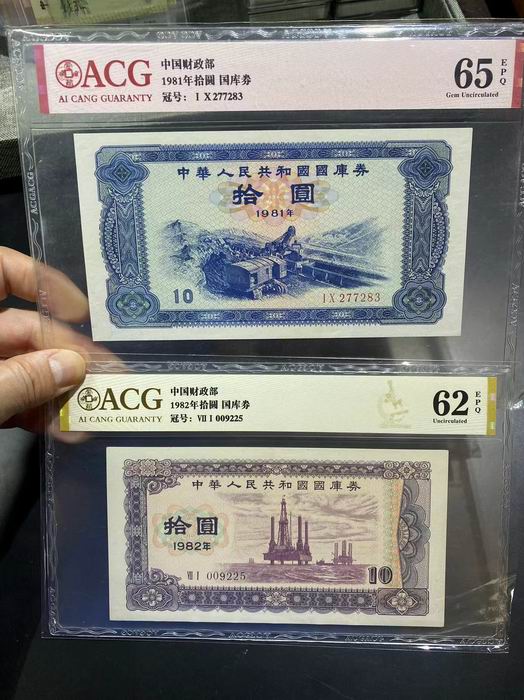 ACG
AI CANG GUARANTY
中国财政部
1981年拾圆 国库券
冠号: I X 277283
65
EPQ
Gem Uncirculated
中華人民共和國國庫券
拾圓
1981年
10
I X 277283
ACG
AI CANG GUARANTY
中国财政部
1982年拾圆 国库券
冠号: VII I 009225
62
EPQ
Uncirculated
中華人民共和國國庫券
拾圓
1982年
VII I 009225
10
10